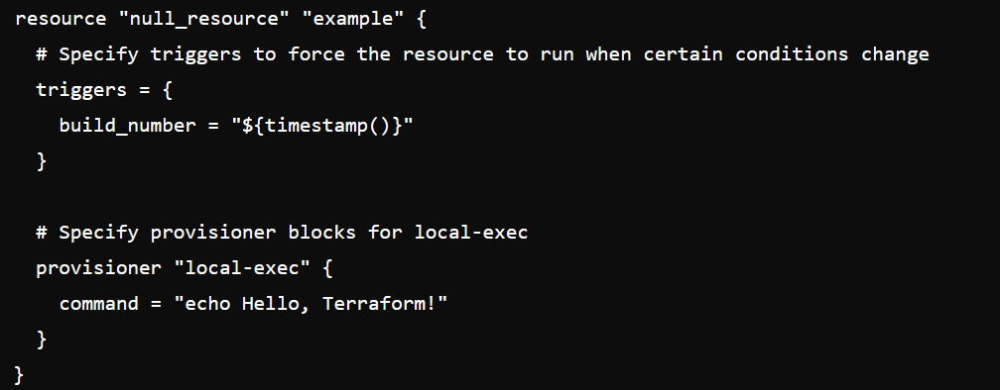 resource "null_resource" "example" {
  # Specify triggers to force the resource to run when certain conditions change
  triggers = {
    build_number = "${timestamp()}"
  }
  # Specify provisioner blocks for local-exec
  provisioner "local-exec" {
    command = "echo Hello, Terraform!"
  }
}